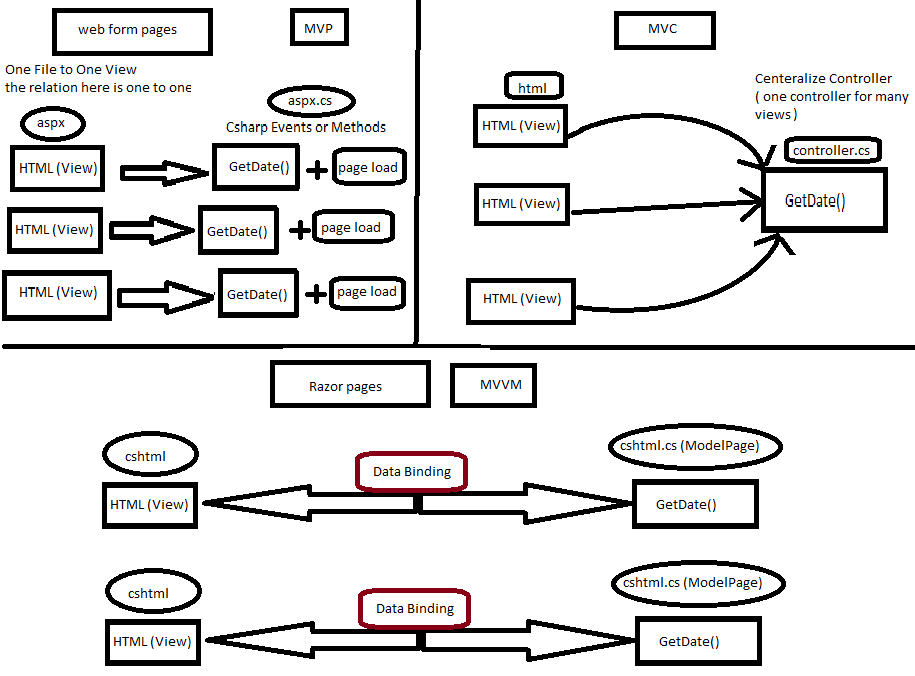 web form pages
MVP
One File to One View
the relation here is one to one
aspx
aspx.cs
Csharp Events or Methods
HTML (View)
GetDate()
page load
HTML (View)
GetDate()
page load
HTML (View)
GetDate()
page load
MVC
html
Centeralize Controller
( one controller for many
views )
HTML (View)
controller.cs
HTML (View)
GetDate()
HTML (View)
Razor pages
MVVM
cshtml
Data Binding
cshtml.cs (ModelPage)
HTML (View)
GetDate()
cshtml
Data Binding
cshtml.cs (ModelPage)
HTML (View)
GetDate()